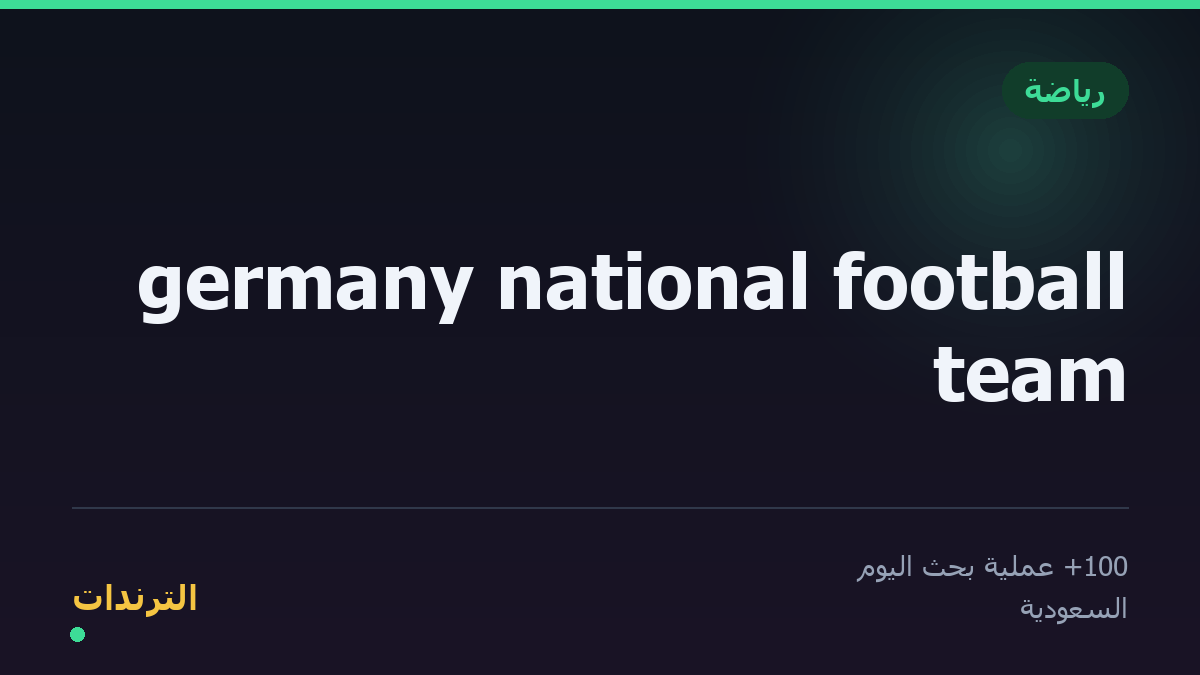 رياضة
germany national football
team
100+ عملية بحث اليوم
السعودية
الترندات